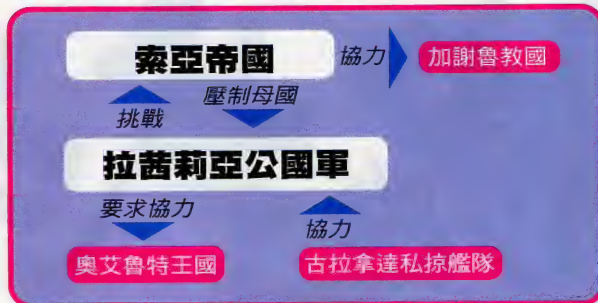 索亞帝國 協力 加謝魯教國
挑戰 壓制母國
拉茜莉亞公國軍
要求協力 協力
奧艾魯特王國 古拉拿達私掠艦隊